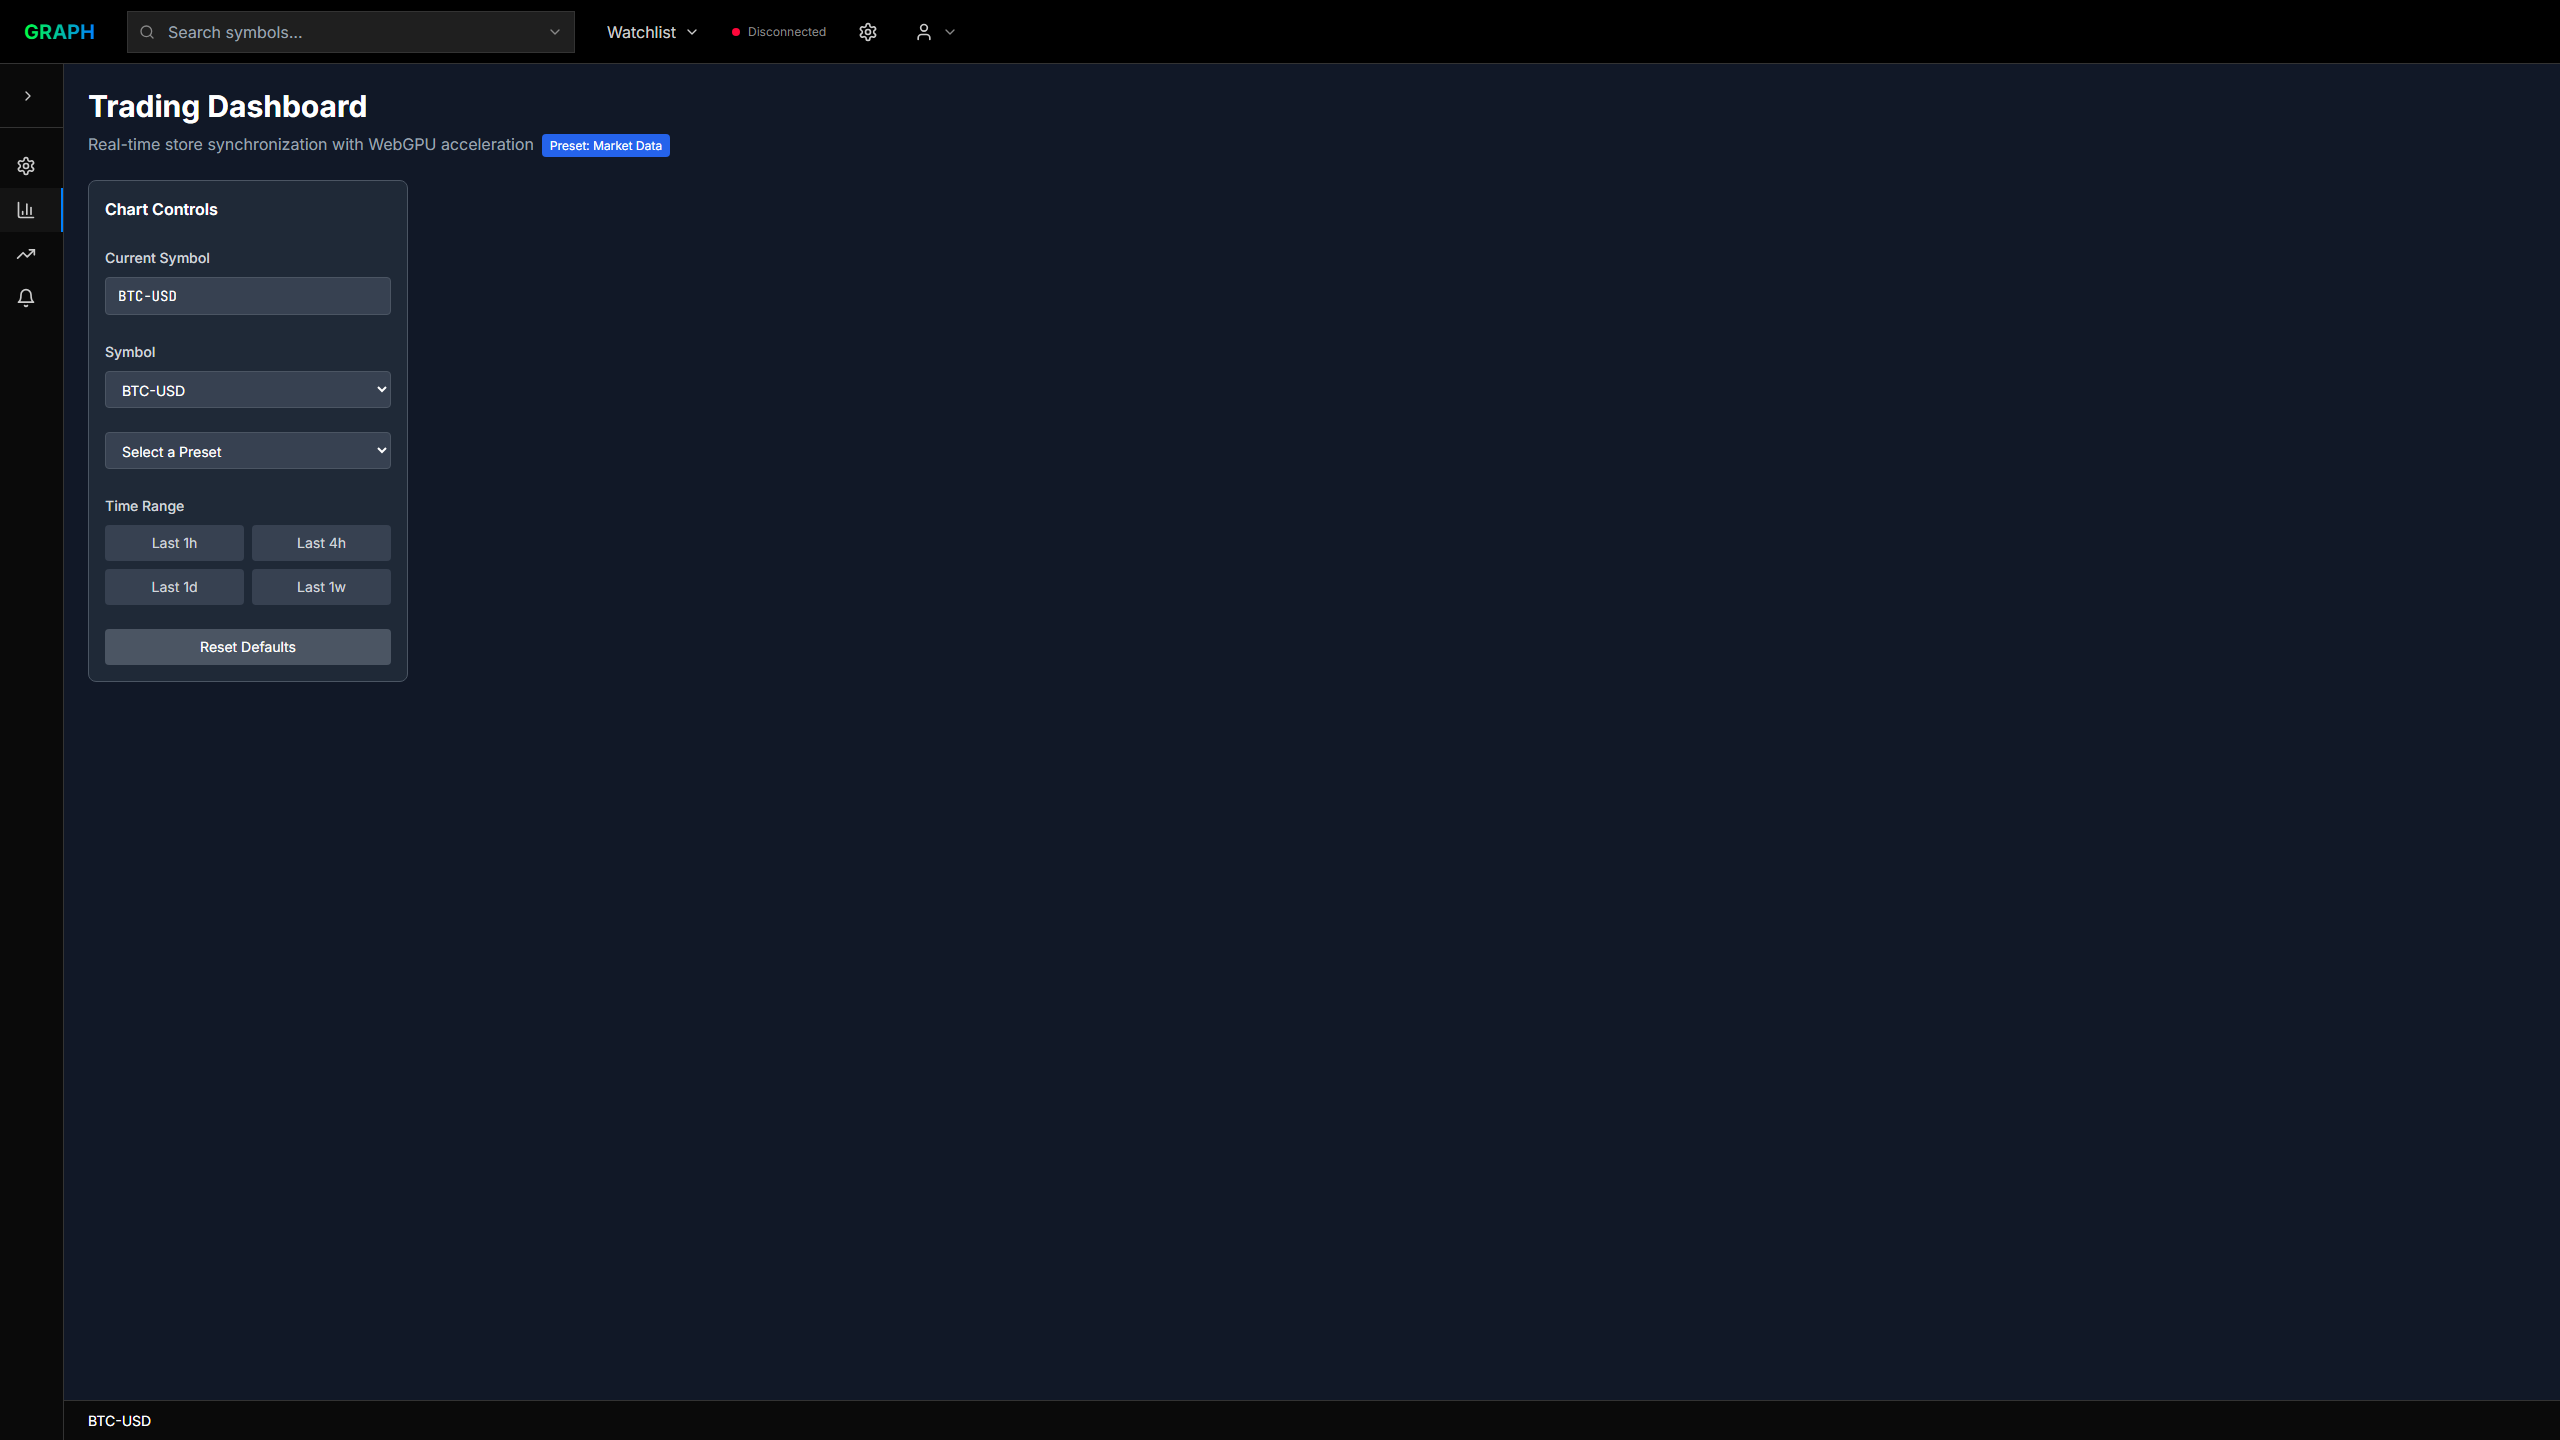 GRAPH
Search symbols...
Watchlist
Disconnected
Trading Dashboard
Real-time store synchronization with WebGPU acceleration
Preset: Market Data
Chart Controls
Current Symbol
BTC-USD
Symbol
BTC-USD
Select a Preset
Time Range
Last 1h
Last 4h
Last 1d
Last 1w
Reset Defaults
BTC-USD